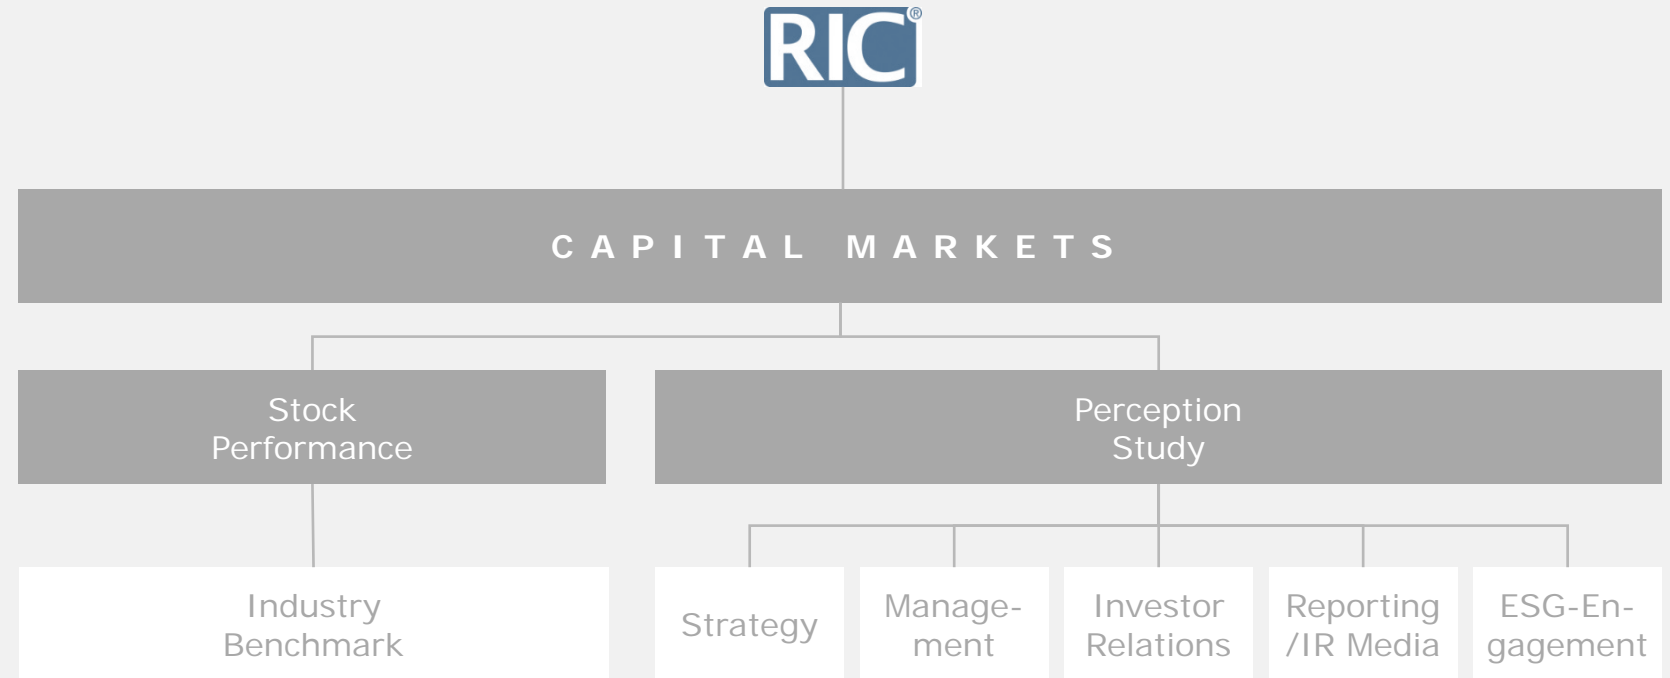 RIC®
CAPITAL MARKETS
Stock
Performance
Perception
Study
Industry
Benchmark
Strategy
Manage-
ment
Investor
Relations
Reporting
/IR Media
ESG-En-
gagement